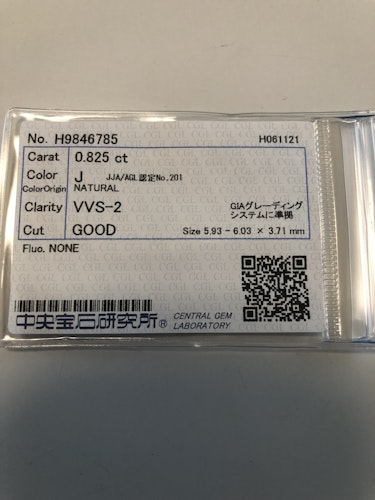 No. H9846785 H061121
Carat 0.825 ct
Color J JJA/AGL認定No.201
ColorOrigin NATURAL
Clarity VVS-2 GIAグレーディング
システムに準拠
Cut GOOD Size 5.93 - 6.03 × 3.71 mm
Fluo. NONE
中央宝石研究所® CENTRAL GEM
LABORATORY